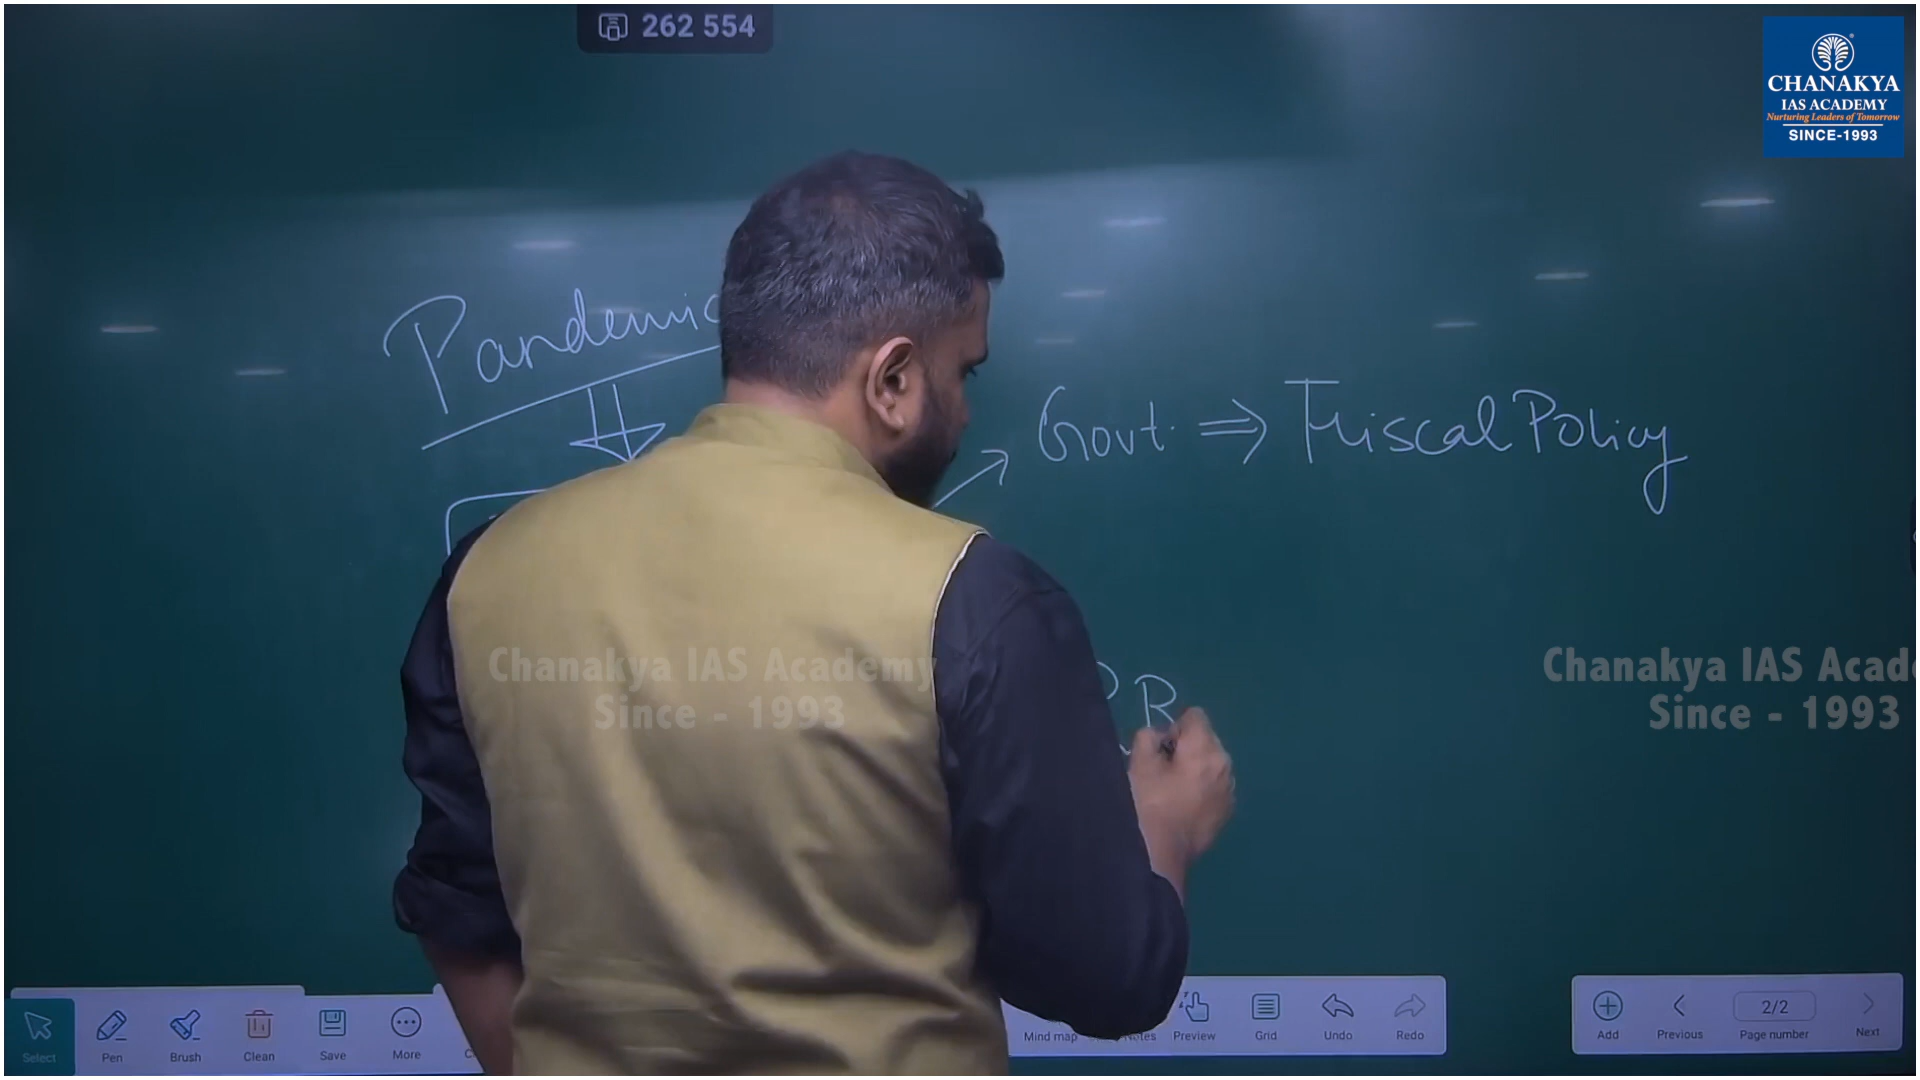 262 554
CHANAKYA
IAS ACADEMY
Nurturing Leaders of Tomorrow
SINCE-1993
Pandemic
Govt. ⇒ Fiscal Policy
R
Chanakya IAS Academy
Since - 1993
Chanakya IAS Acade
Since - 1993
Select
Pen
Brush
Clean
Save
More
Mind map
Notes
Preview
Grid
Undo
Redo
Add
Previous
2/2
Page number
Next